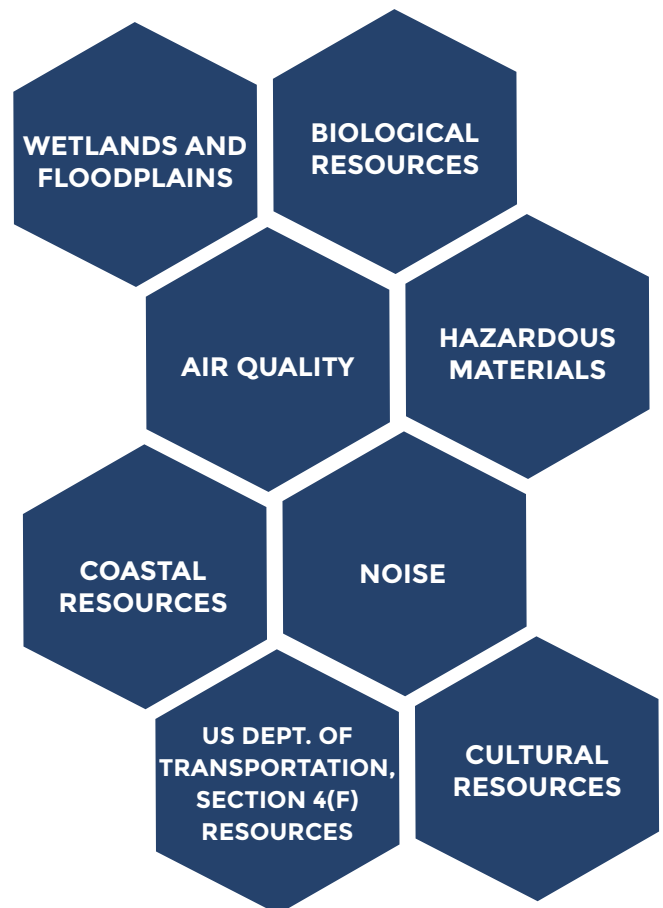 WETLANDS AND
FLOODPLAINS
BIOLOGICAL
RESOURCES
AIR QUALITY
HAZARDOUS
MATERIALS
COASTAL
RESOURCES
NOISE
US DEPT. OF
TRANSPORTATION,
SECTION 4(F)
RESOURCES
CULTURAL
RESOURCES